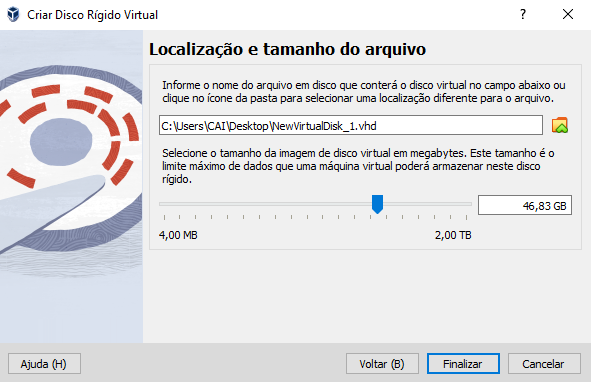 Criar Disco Rígido Virtual
Localização e tamanho do arquivo
Informe o nome do arquivo em disco que conterá o disco virtual no campo abaixo ou
clique no ícone da pasta para selecionar uma localização diferente para o arquivo.
C:\Users\CAI\Desktop\NewVirtualDisk_1.vhd
Selecione o tamanho da imagem de disco virtual em megabytes. Este tamanho é o
limite máximo de dados que uma máquina virtual poderá armazenar neste disco
rígido.
46,83 GB
4,00 MB 2,00 TB
Ajuda (H) Voltar (B) Finalizar Cancelar